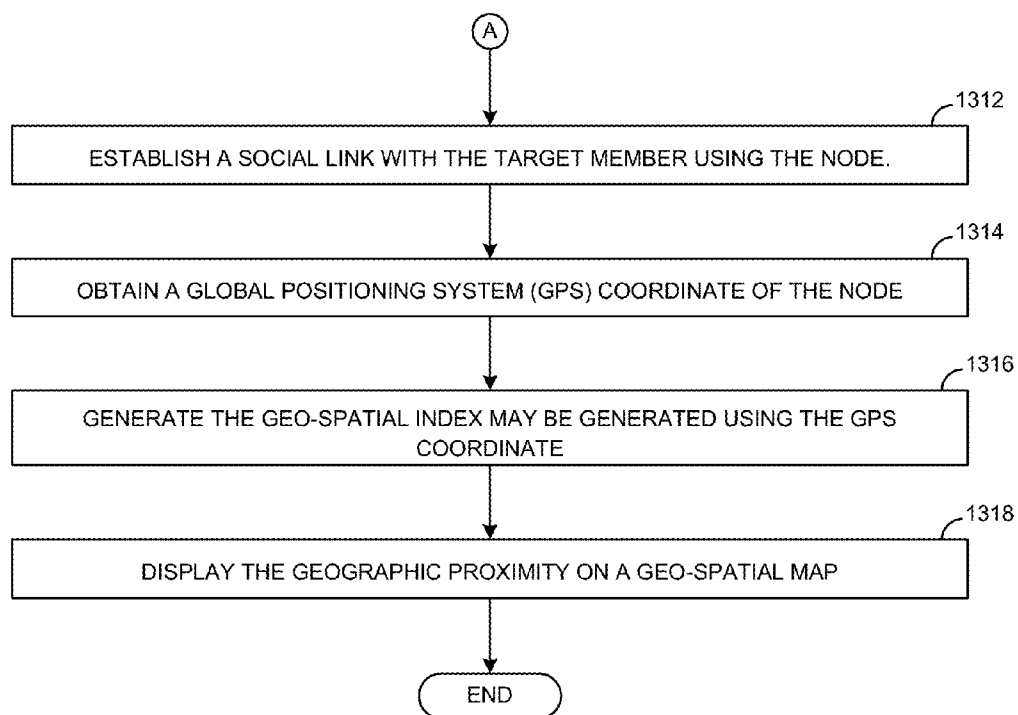 A
1312
ESTABLISH A SOCIAL LINK WITH THE TARGET MEMBER USING THE NODE.
1314
OBTAIN A GLOBAL POSITIONING SYSTEM (GPS) COORDINATE OF THE NODE
1316
GENERATE THE GEO-SPATIAL INDEX MAY BE GENERATED USING THE GPS
COORDINATE
1318
DISPLAY THE GEOGRAPHIC PROXIMITY ON A GEO-SPATIAL MAP
END